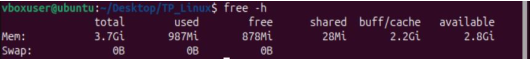 vboxuser@ubuntu:~/Desktop/TP_Linux$ free -h
total used free shared buff/cache available
Mem: 3.7Gi 987Mi 878Mi 28Mi 2.2Gi 2.8Gi
Swap: 0B 0B 0B